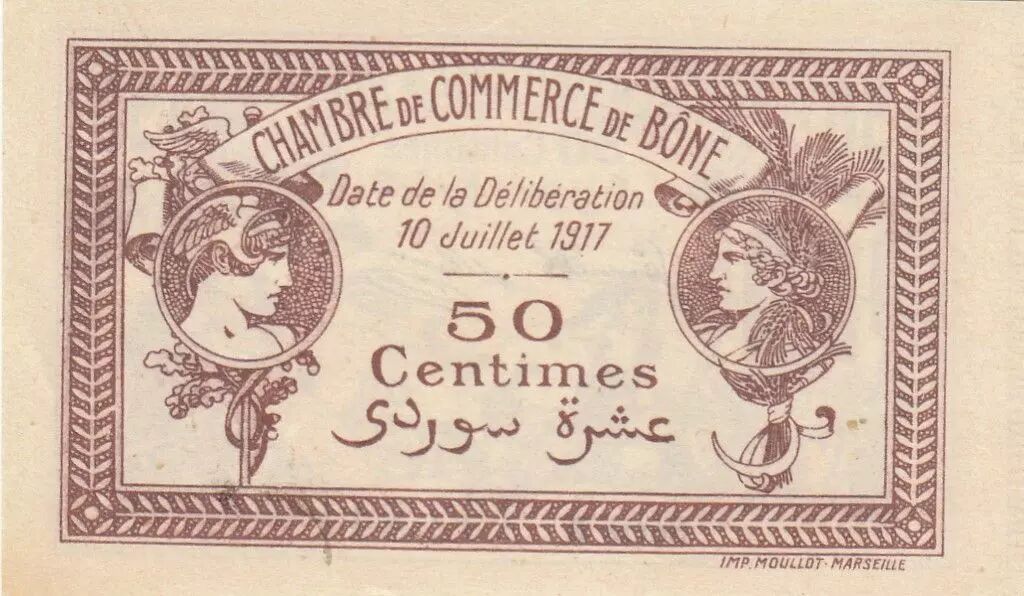 CHAMBRE DE COMMERCE DE BÔNE
Date de la Délibération
10 Juillet 1917
50
Centimes
عشرة سوردى
IMP. MOULLOT - MARSEILLE